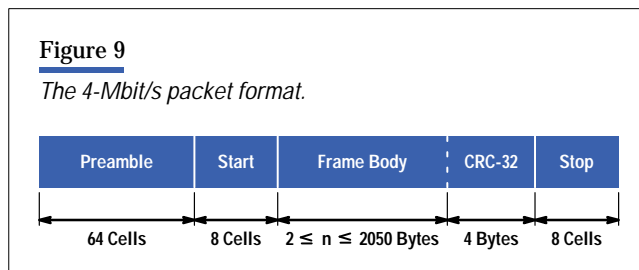 Figure 9
The 4-Mbit/s packet format.
Preamble Start Frame Body CRC-32 Stop
64 Cells 8 Cells 2 ≤ n ≤ 2050 Bytes 4 Bytes 8 Cells